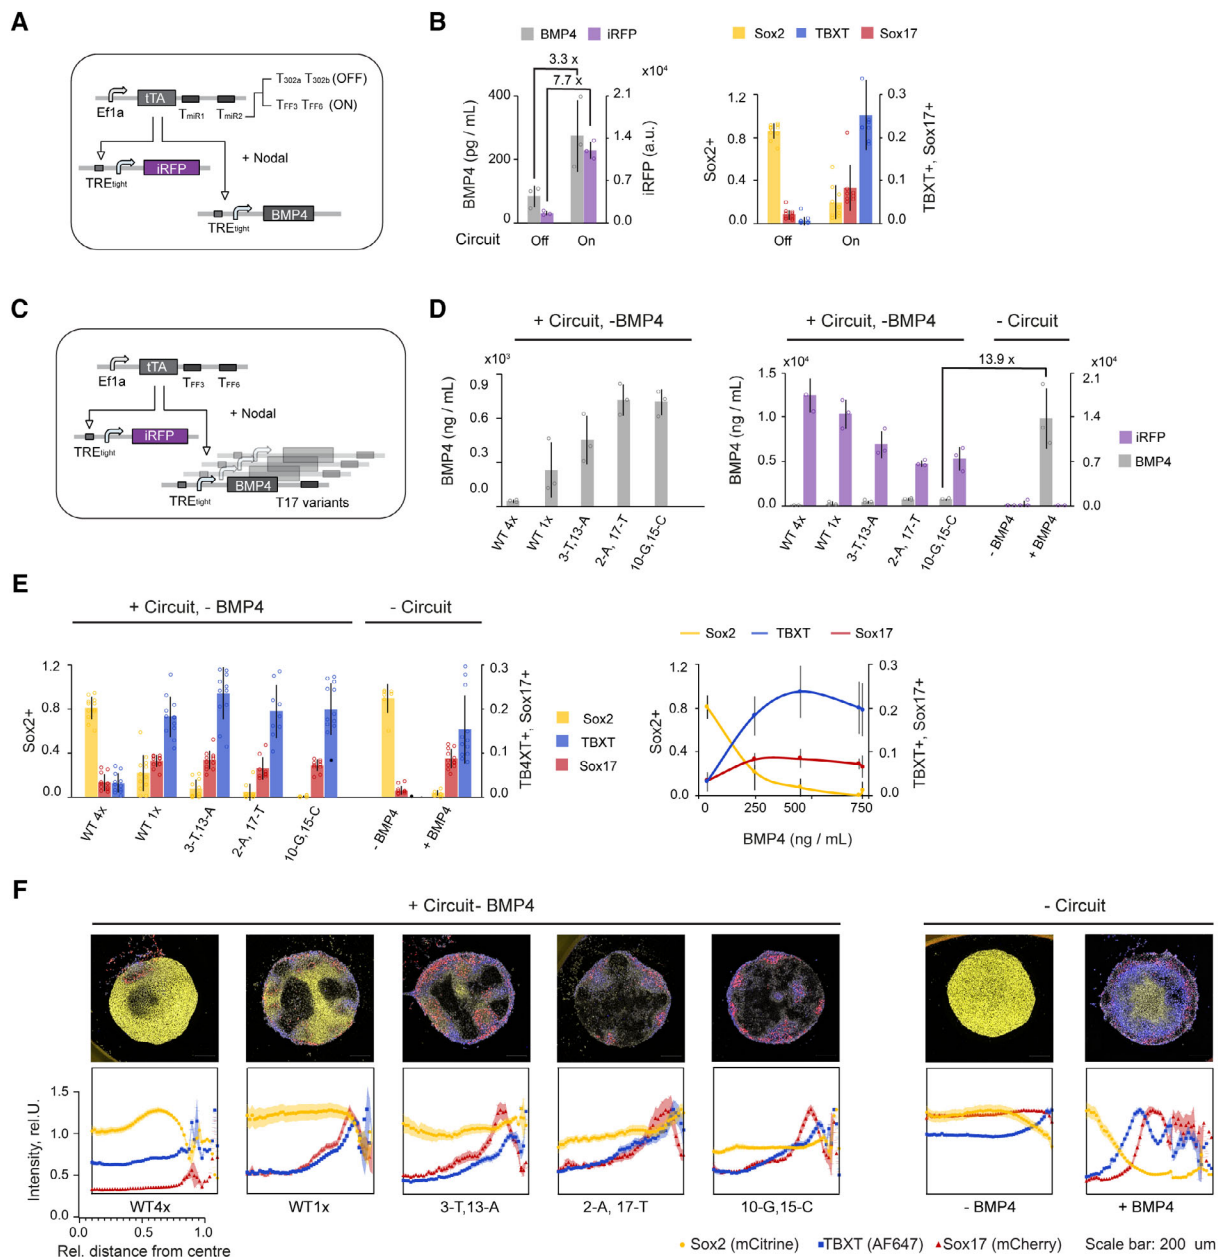 A
Ef1a
tTA
TmiR1
TmiR2
T302a T302b (OFF)
TFF3 TFF6 (ON)
+ Nodal
TREtight
iRFP
TREtight
BMP4
B
BMP4
iRFP
3.3 x
7.7 x
x10⁴
400
200
0
BMP4 (pg / mL)
2.1
1.4
0.7
0.0
iRFP (a.u.)
Circuit
Off
On
Sox2
TBXT
Sox17
1.2
0.8
0.4
0.0
Sox2+
0.3
0.2
0.1
0.0
TBXT+, Sox17+
Off
On
C
Ef1a
tTA
TFF3
TFF6
+ Nodal
TREtight
iRFP
TREtight
BMP4
T17 variants
D
+ Circuit, -BMP4
x10³
0.9
0.6
0.3
0.0
BMP4 (ng / mL)
WT 4x
WT 1x
3-T,13-A
2-A, 17-T
10-G,15-C
+ Circuit, -BMP4
- Circuit
13.9 x
x10⁴
1.5
1.0
0.5
0.0
BMP4 (ng / mL)
x10⁴
2.1
1.4
0.7
0.0
iRFP
BMP4
WT 4x
WT 1x
3-T,13-A
2-A, 17-T
10-G,15-C
- BMP4
+ BMP4
E
+ Circuit, - BMP4
- Circuit
1.2
0.8
0.4
0.0
Sox2+
0.3
0.2
0.1
0.0
TB4XT+, Sox17+
Sox2
TBXT
Sox17
WT 4x
WT 1x
3-T,13-A
2-A, 17-T
10-G,15-C
- BMP4
+ BMP4
Sox2
TBXT
Sox17
1.2
0.8
0.4
0.0
Sox2+
0.3
0.2
0.1
0.0
TBXT+, Sox17+
0
250
500
750
BMP4 (ng / mL)
F
+ Circuit- BMP4
- Circuit
1.5
1.0
0.5
0.0
Intensity, rel.U.
WT4x
WT1x
3-T,13-A
2-A, 17-T
10-G,15-C
- BMP4
+ BMP4
0.0
0.5
1.0
Rel. distance from centre
Sox2 (mCitrine)
TBXT (AF647)
Sox17 (mCherry)
Scale bar: 200 um